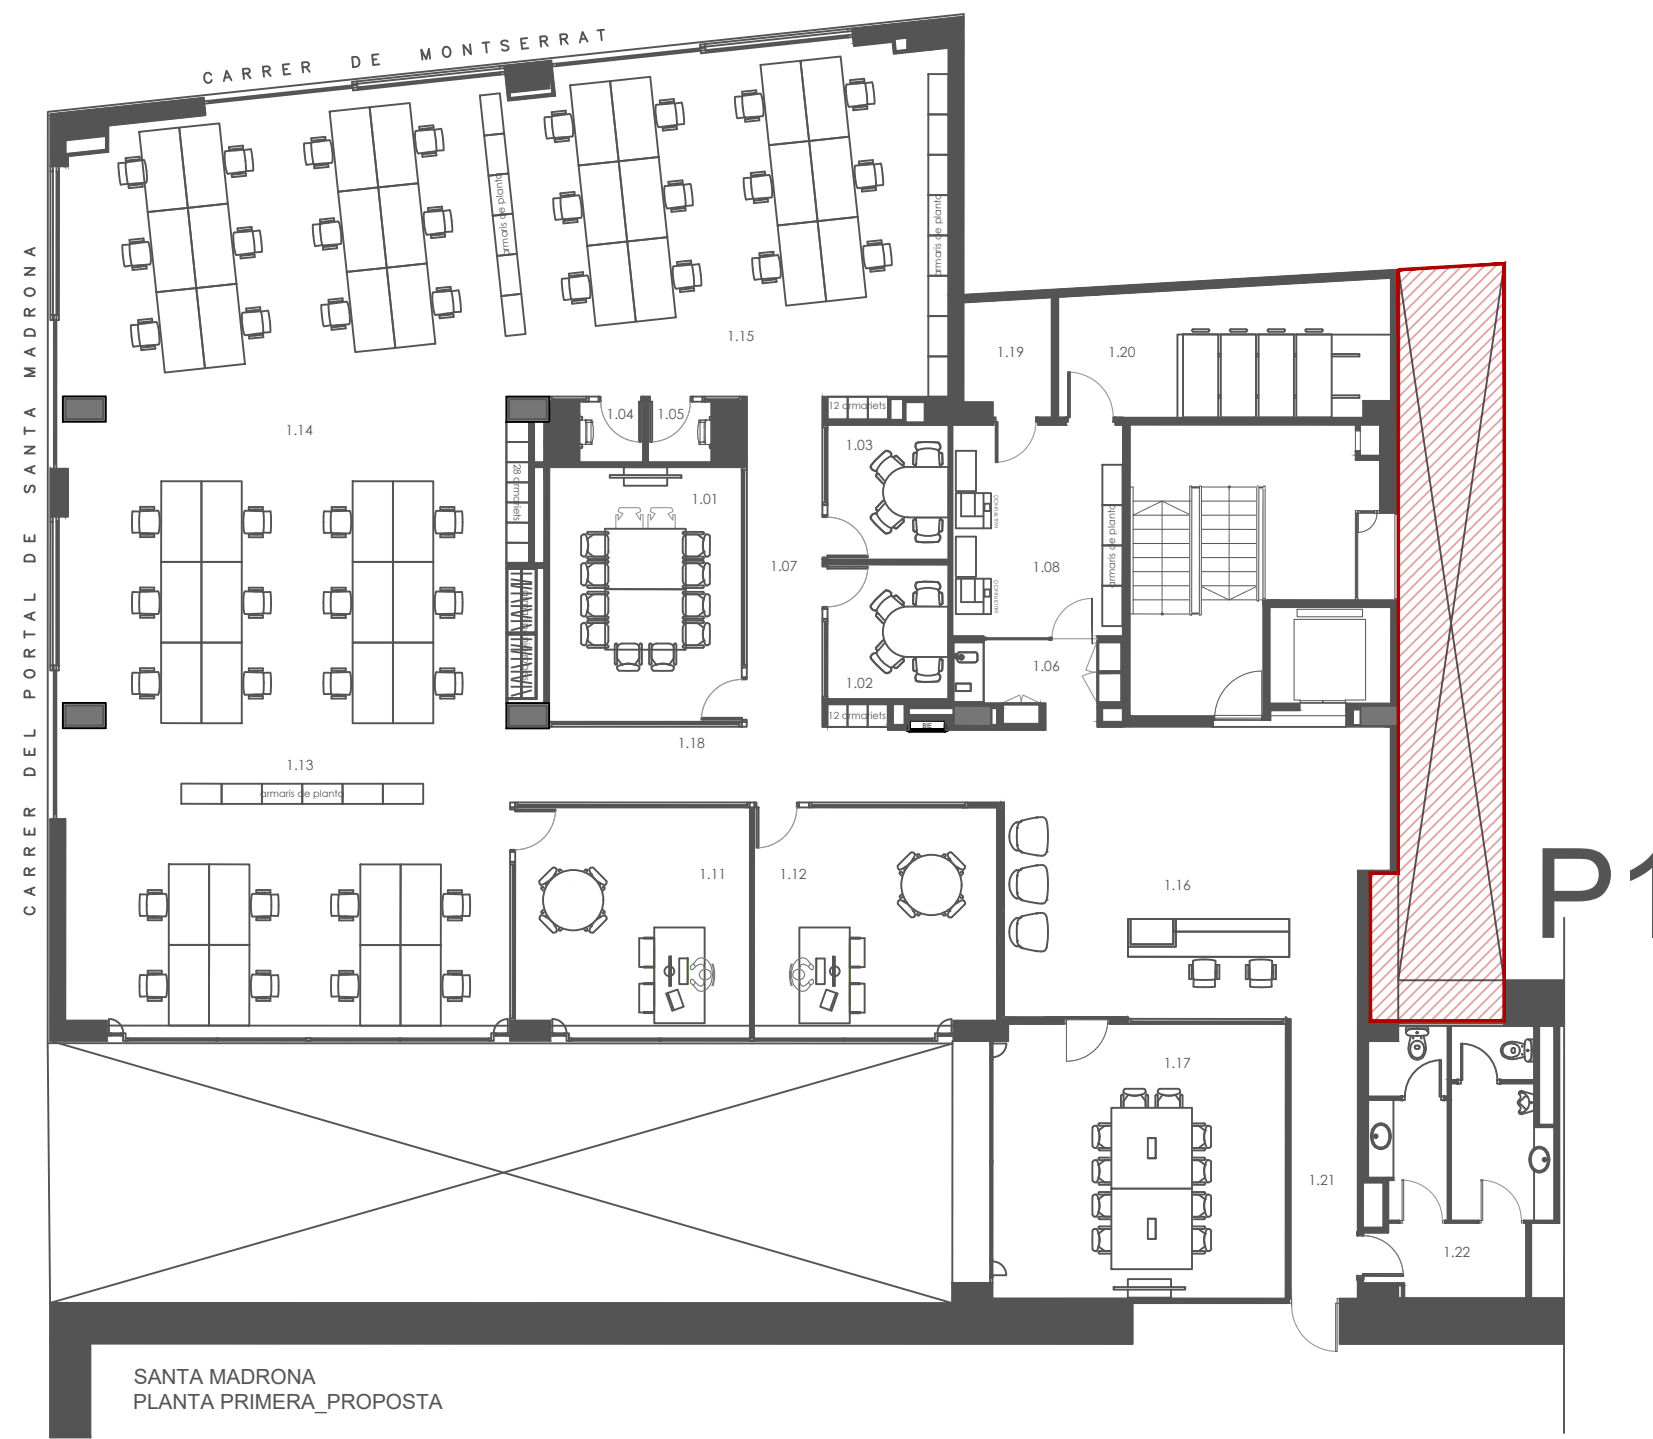 CARRER DE MONTSERRAT
CARRER DEL PORTAL DE SANTA MADRONA
armaris de planta
armaris de planta
1.15
1.19
1.20
12 armariets
1.04
1.05
1.14
1.03
28 armariets
1.01
MULTIFUNCIÓ
armaris de planta
1.07
1.08
MULTIFUNCIÓ
1.06
1.02
12 armariets
BIE
1.18
1.13
armaris de planta
1.11
1.12
1.16
P1
1.17
1.21
1.22
SANTA MADRONA
PLANTA PRIMERA_PROPOSTA